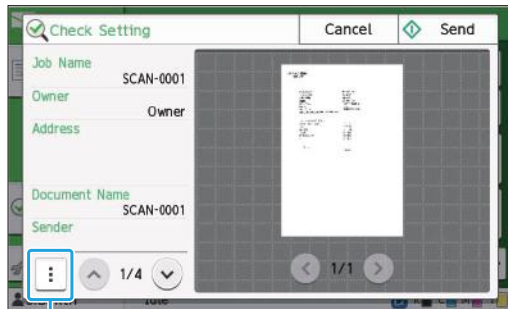 Check Setting
Cancel
Send
Job Name
SCAN-0001
Owner
Owner
Address
Document Name
SCAN-0001
Sender
1/4
1/1
Idle